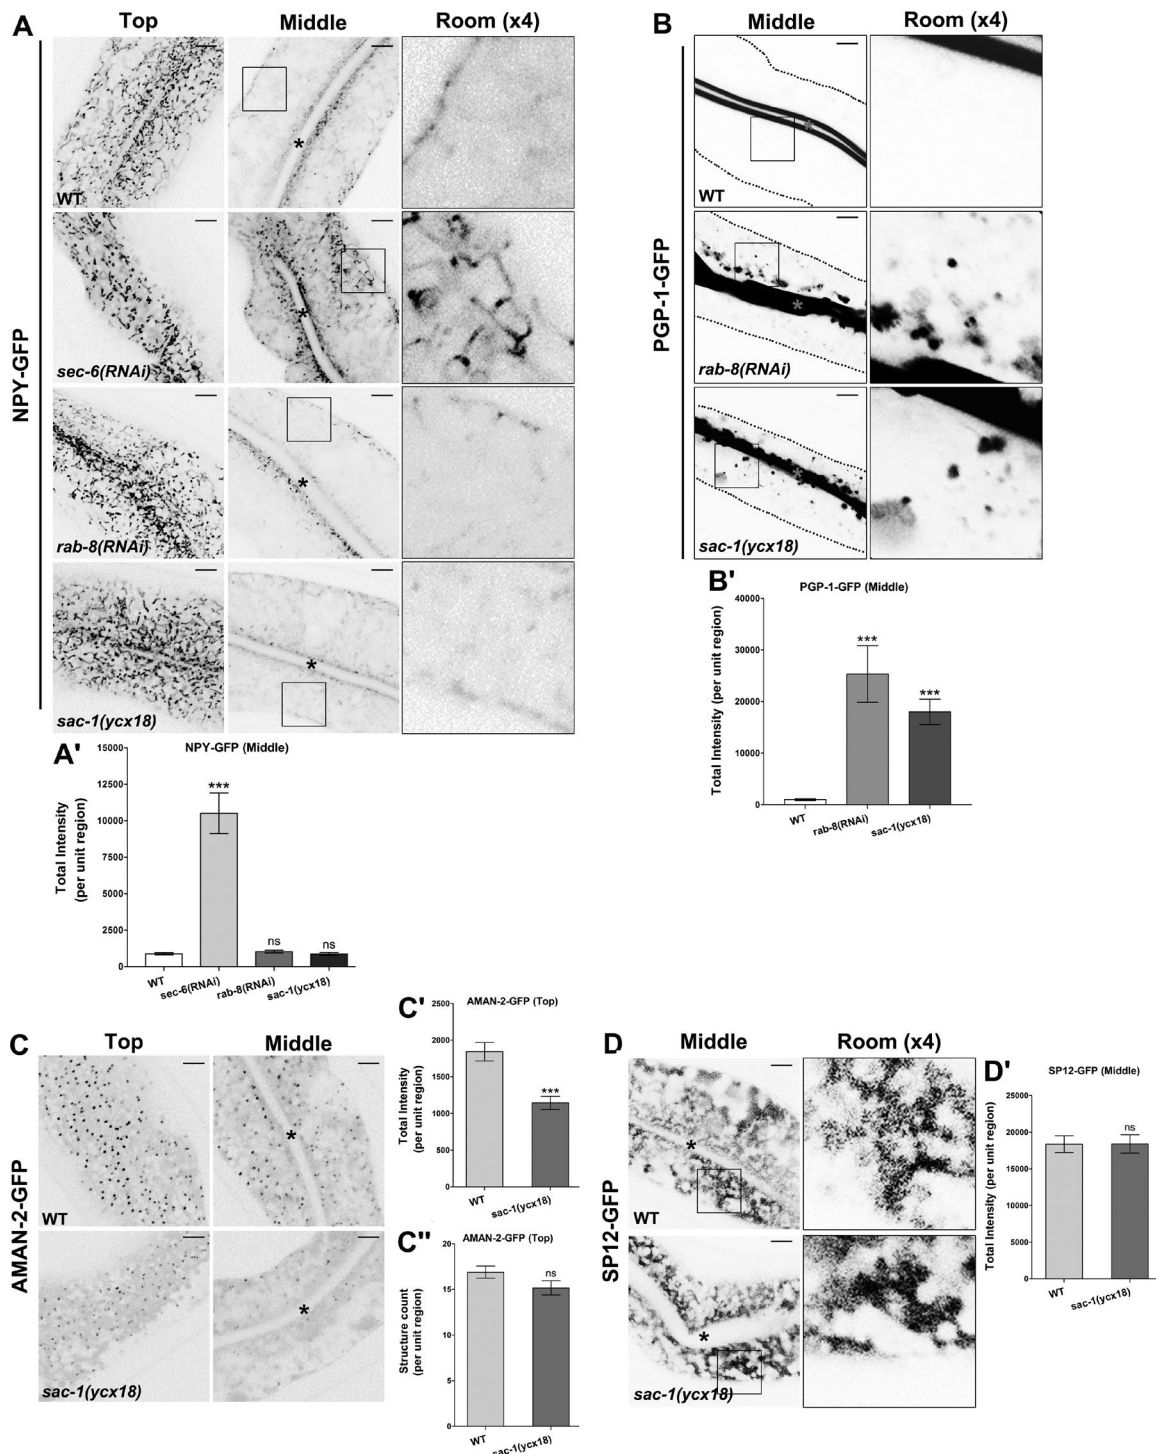 A
Top
Middle
Room (x4)
NPY-GFP
*
WT
*
sec-6(RNAi)
*
rab-8(RNAi)
*
sac-1(ycx18)
A'
NPY-GFP (Middle)
Total Intensity
(per unit region)
15000
12500
10000
7500
5000
2500
0
***
ns
ns
WT
sec-6(RNAi)
rab-8(RNAi)
sac-1(ycx18)
B
Middle
Room (x4)
PGP-1-GFP
*
WT
*
rab-8(RNAi)
*
sac-1(ycx18)
B'
PGP-1-GFP (Middle)
Total Intensity (per unit region)
40000
30000
20000
10000
0
***
***
WT
rab-8(RNAi)
sac-1(ycx18)
C
Top
Middle
AMAN-2-GFP
*
WT
*
sac-1(ycx18)
C'
AMAN-2-GFP (Top)
Total Intensity
(per unit region)
2500
2000
1500
1000
500
0
***
WT
sac-1(ycx18)
C''
AMAN-2-GFP (Top)
Structure count
(per unit region)
20
15
10
5
0
ns
WT
sac-1(ycx18)
D
Middle
Room (x4)
SP12-GFP
*
WT
*
sac-1(ycx18)
D'
SP12-GFP (Middle)
Total Intensity (per unit region)
25000
20000
15000
10000
5000
0
ns
WT
sac-1(ycx18)